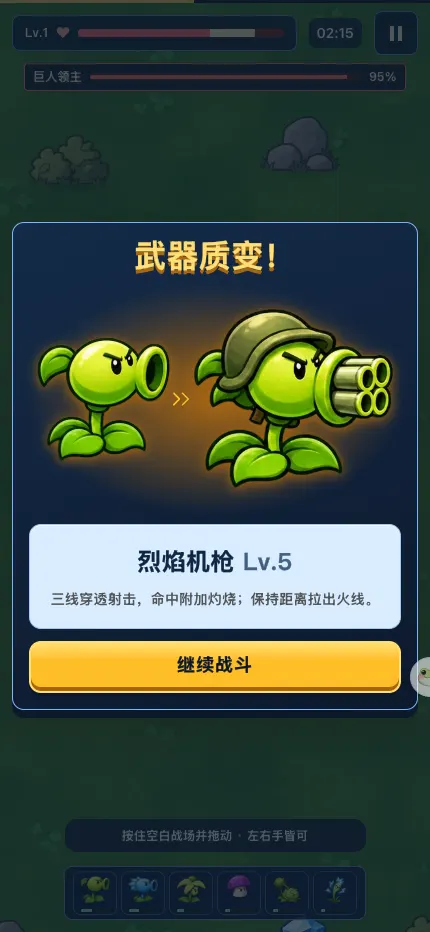 Lv.1
02:15
巨人领主
95%
武器质变!
烈焰机枪 Lv.5
三线穿透射击，命中附加灼烧；保持距离拉出火线。
继续战斗
按住空白战场并拖动 · 左右手皆可